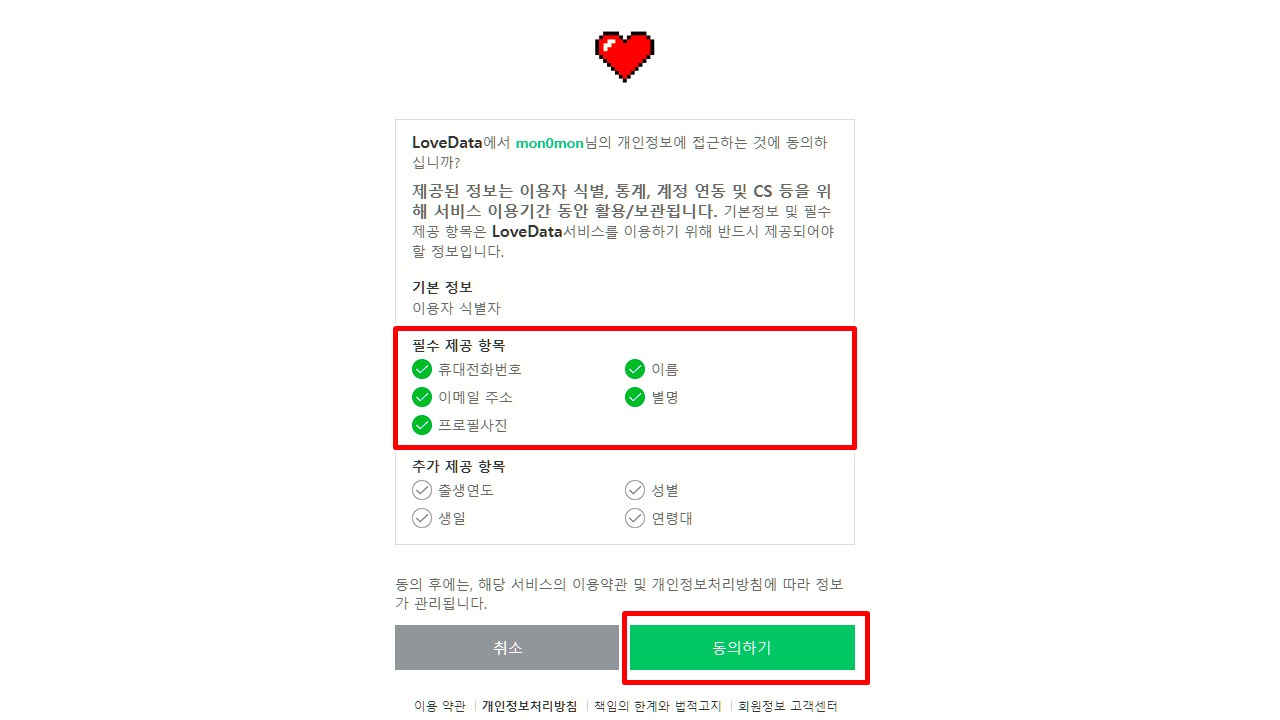 LoveData에서 mon0mon님의 개인정보에 접근하는 것에 동의하
십니까?
제공된 정보는 이용자 식별, 통계, 계정 연동 및 CS 등을 위
해 서비스 이용기간 동안 활용/보관됩니다. 기본정보 및 필수
제공 항목은 LoveData서비스를 이용하기 위해 반드시 제공되어야
할 정보입니다.
기본 정보
이용자 식별자
필수 제공 항목
휴대전화번호 이름
이메일 주소 별명
프로필사진
추가 제공 항목
출생연도 성별
생일 연령대
동의 후에는, 해당 서비스의 이용약관 및 개인정보처리방침에 따라 정보
가 관리됩니다.
취소 동의하기
이용 약관 개인정보처리방침 책임의 한계와 법적고지 회원정보 고객센터